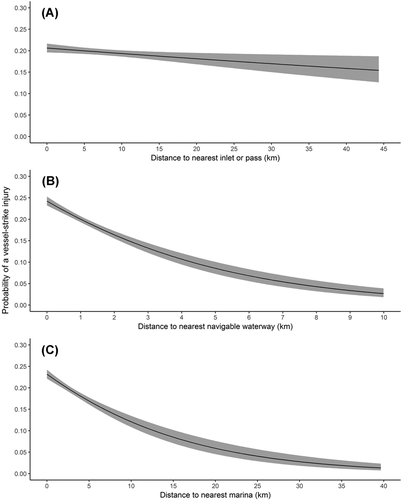 (A)
0.30
0.25
0.20
0.15
0.10
0.05
0.00
0 5 10 15 20 25 30 35 40 45
Distance to nearest inlet or pass (km)
Probability of a vessel-strike injury
(B)
0.30
0.25
0.20
0.15
0.10
0.05
0.00
0 1 2 3 4 5 6 7 8 9 10
Distance to nearest navigable waterway (km)
(C)
0.30
0.25
0.20
0.15
0.10
0.05
0.00
0 5 10 15 20 25 30 35 40
Distance to nearest marina (km)